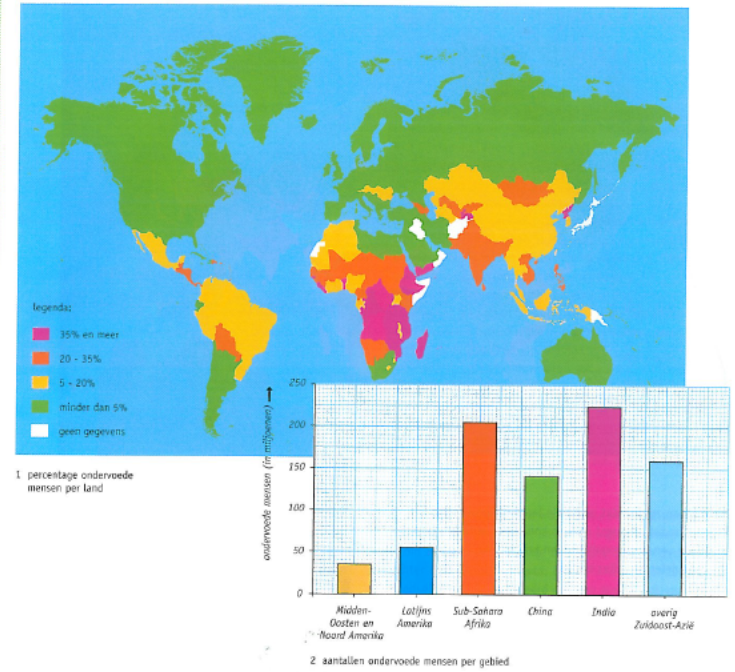 legenda:
35% en meer
20 - 35%
5 - 20%
minder dan 5%
geen gegevens
1 percentage ondervoede
mensen per land
ondervoede mensen (in miljoenen)
250
200
150
100
50
0
Midden-
Oosten en
Noord Amerika
Latijns
Amerika
Sub-Sahara
Afrika
China
India
overig
Zuidoost-Azië
2 aantallen ondervoede mensen per gebied